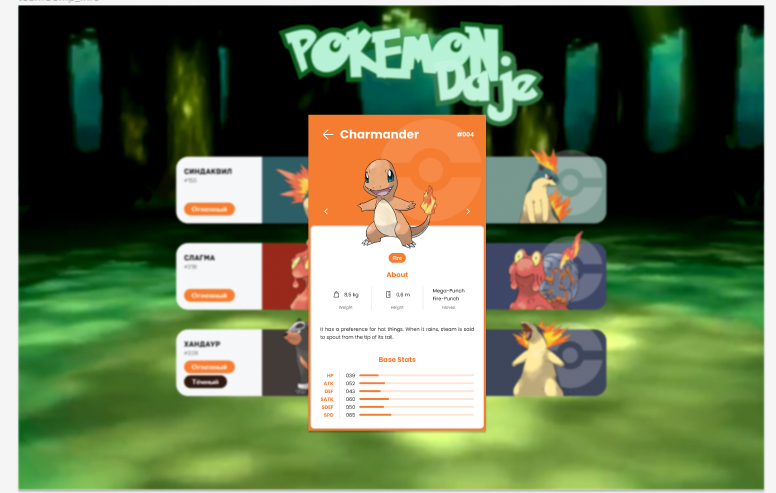 POKEMON.
Daje
Charmander
#004
СИНДАКВИЛ
Огненный
СЛАГМА
#218
Огненный
ХАНДАУР
Огненный
Тёмный
Fire
About
8,5 kg
Weight
0,6 m
Height
Mega-Punch
Fire-Punch
Moves
It has a preference for hot things. When it rains, steam is said
to spout from the tip of its tail.
Base Stats
HP 039
ATK 052
DEF 043
SATK 060
SDEF 050
SPD 065